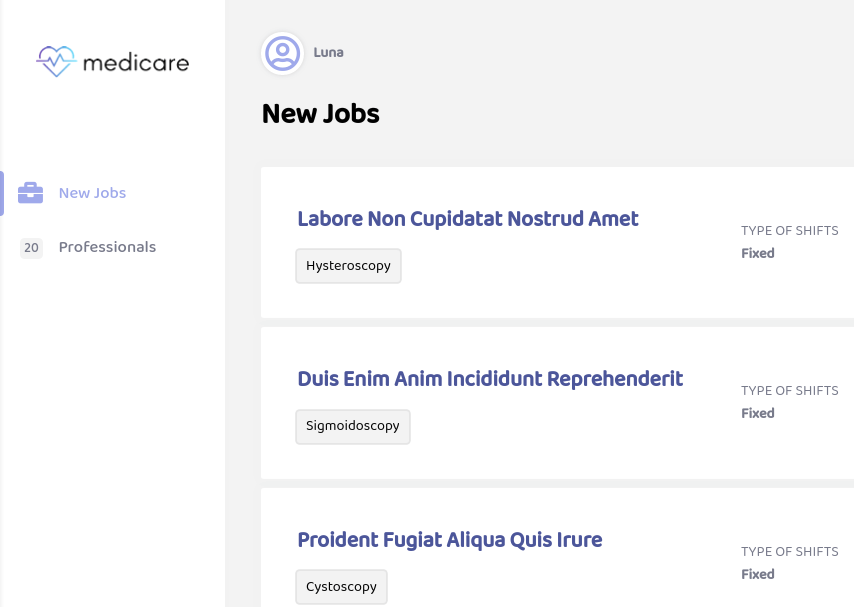 medicare
New Jobs
20 Professionals
Luna
New Jobs
Labore Non Cupidatat Nostrud Amet
Hysteroscopy
TYPE OF SHIFTS
Fixed
Duis Enim Anim Incididunt Reprehenderit
Sigmoidoscopy
TYPE OF SHIFTS
Fixed
Proident Fugiat Aliqua Quis Irure
Cystoscopy
TYPE OF SHIFTS
Fixed